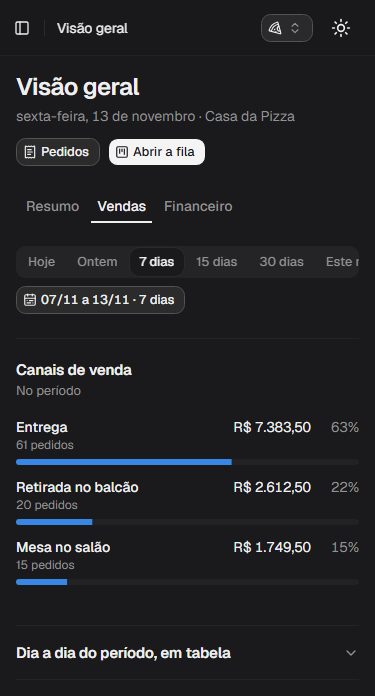 Visão geral
Visão geral
sexta-feira, 13 de novembro · Casa da Pizza
Pedidos
Abrir a fila
Resumo
Vendas
Financeiro
Hoje
Ontem
7 dias
15 dias
30 dias
Este
07/11 a 13/11 · 7 dias
Canais de venda
No período
Entrega R$ 7.383,50 63%
61 pedidos
Retirada no balcão R$ 2.612,50 22%
20 pedidos
Mesa no salão R$ 1.749,50 15%
15 pedidos
Dia a dia do período, em tabela